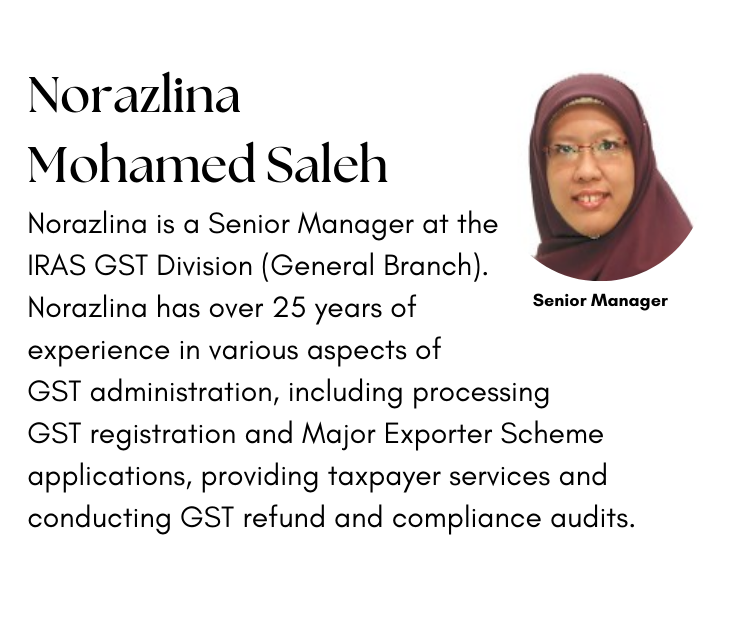 Norazlina
Mohamed Saleh
Norazlina is a Senior Manager at the
IRAS GST Division (General Branch).
Senior Manager
Norazlina has over 25 years of
experience in various aspects of
GST administration, including processing
GST registration and Major Exporter Scheme
applications, providing taxpayer services and
conducting GST refund and compliance audits.